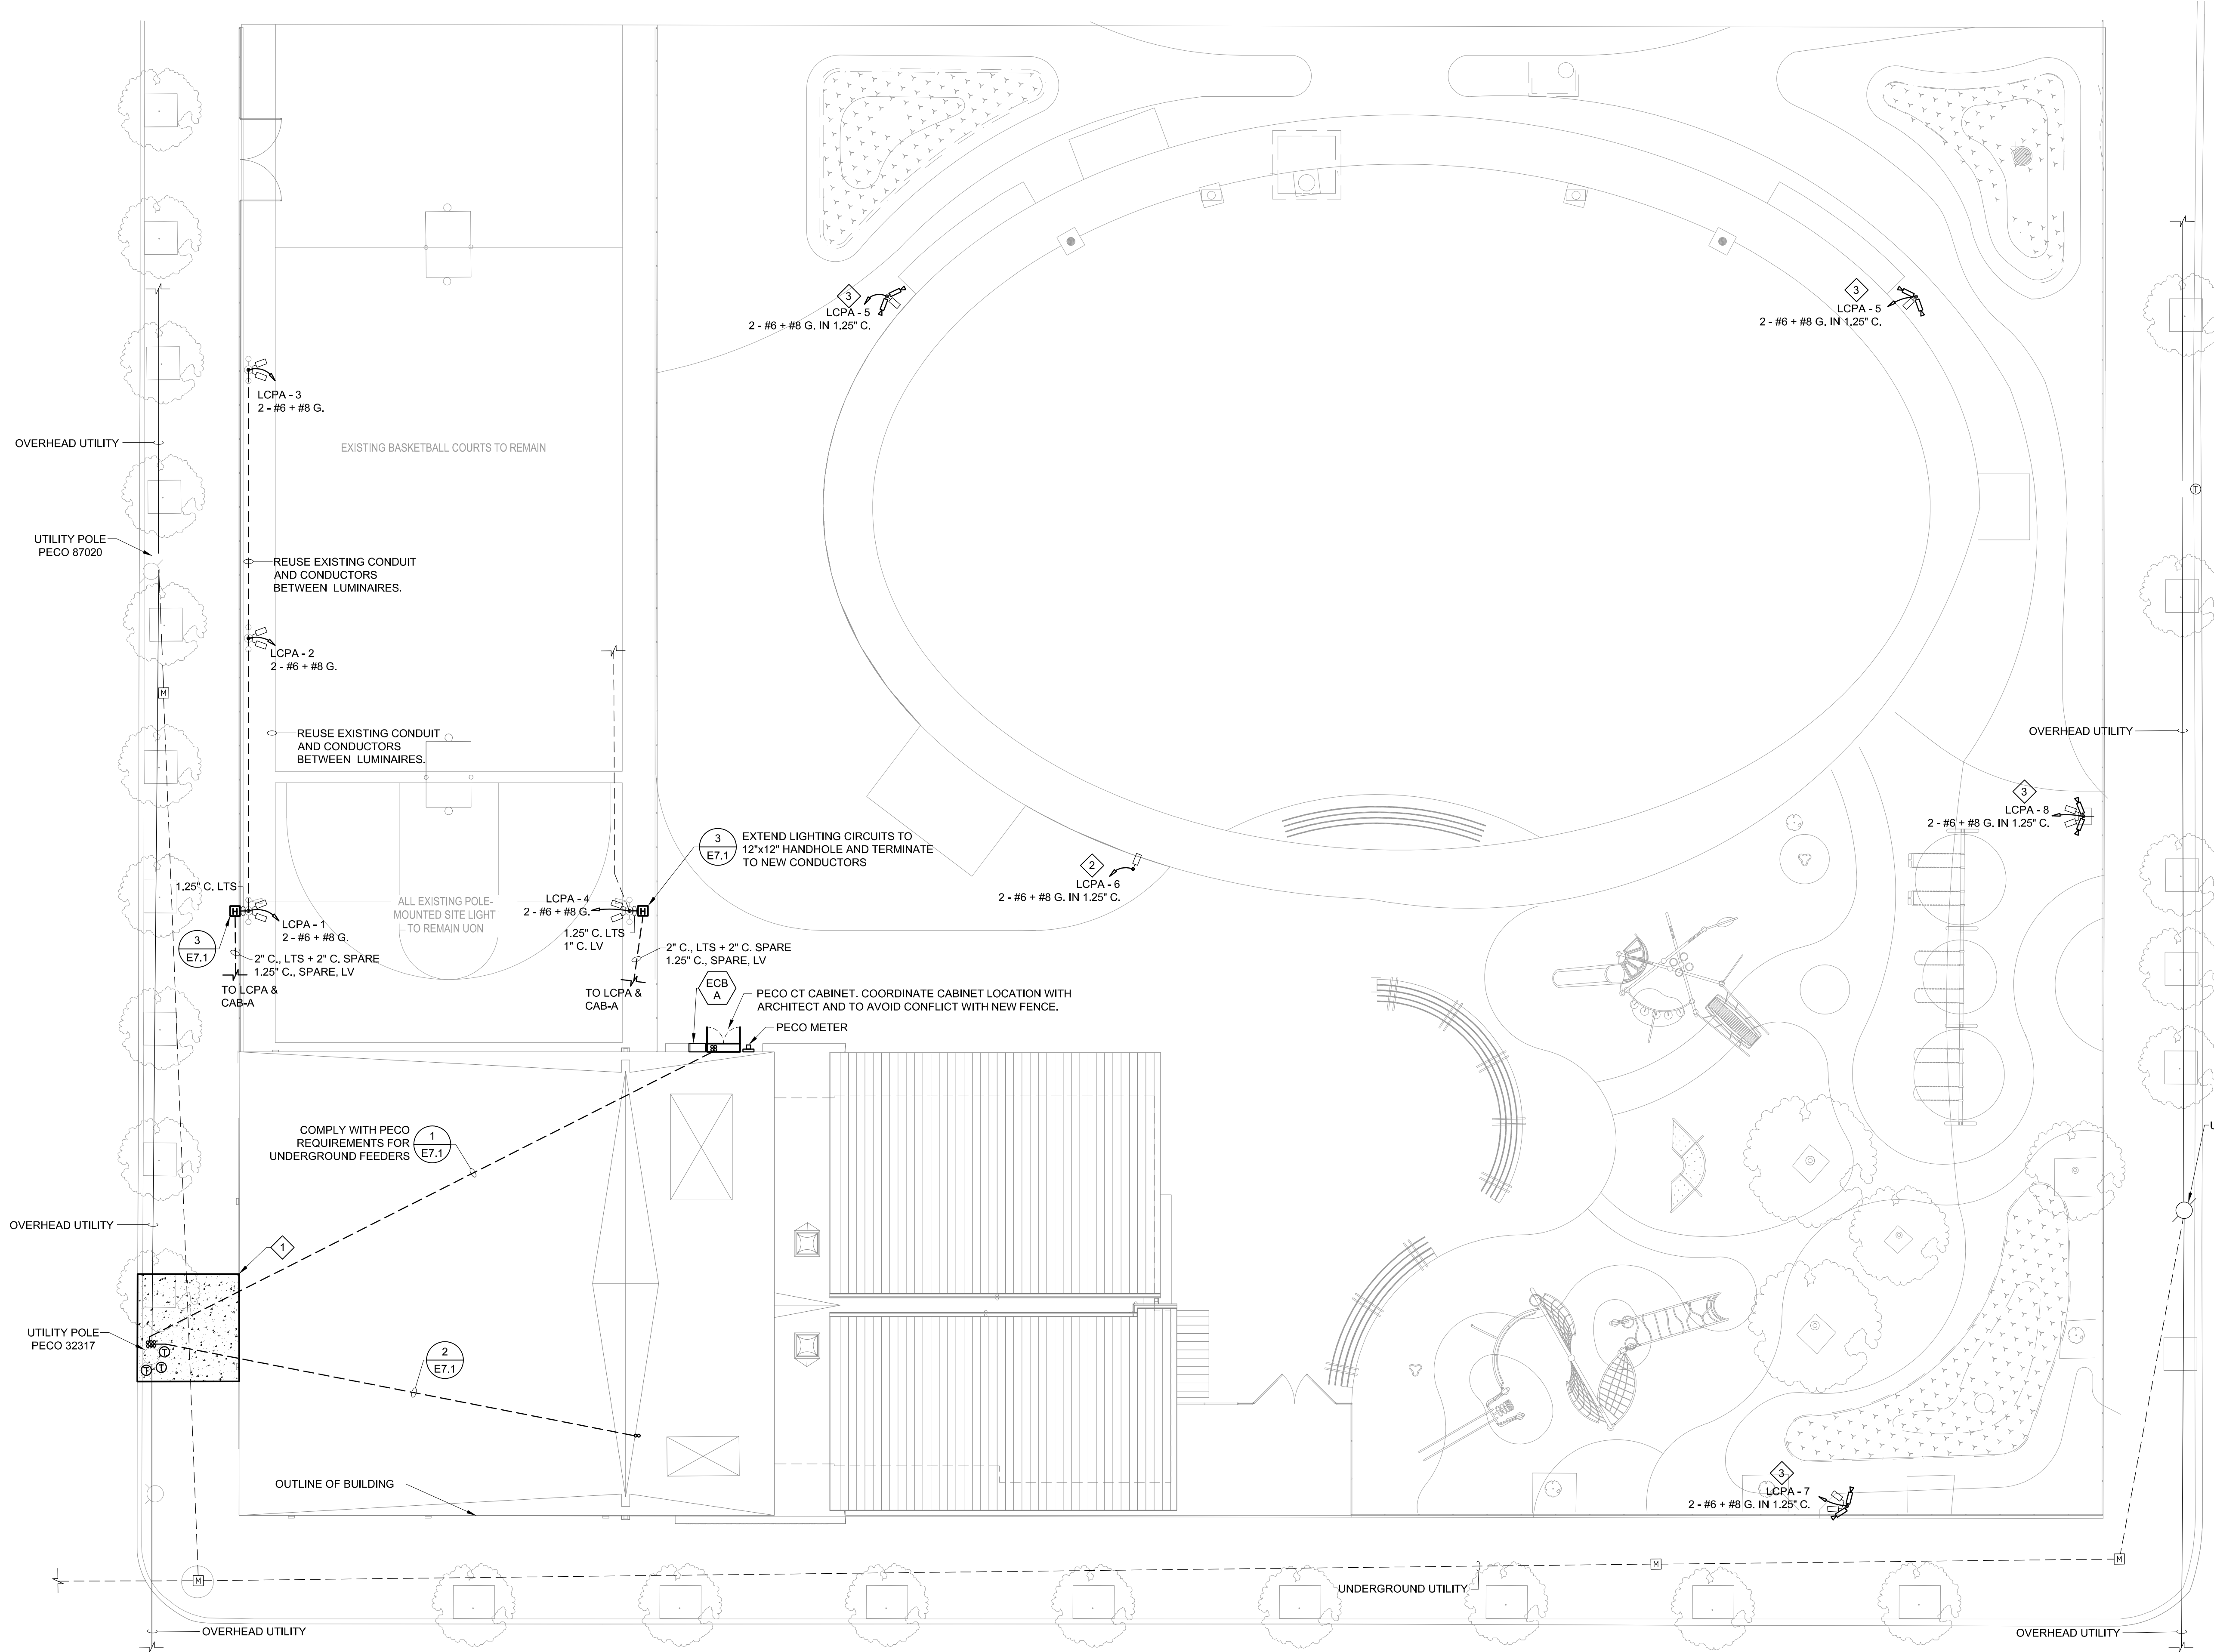 3
LCPA - 5
2 - #6 + #8 G. IN 1.25" C.
3
LCPA - 5
2 - #6 + #8 G. IN 1.25" C.
LCPA - 3
2 - #6 + #8 G.
OVERHEAD UTILITY
EXISTING BASKETBALL COURTS TO REMAIN
T
UTILITY POLE
PECO 87020
REUSE EXISTING CONDUIT
AND CONDUCTORS
BETWEEN LUMINAIRES.
LCPA - 2
2 - #6 + #8 G.
M
REUSE EXISTING CONDUIT
AND CONDUCTORS
BETWEEN LUMINAIRES.
OVERHEAD UTILITY
3
LCPA - 8
2 - #6 + #8 G. IN 1.25" C.
3
E7.1
EXTEND LIGHTING CIRCUITS TO
12"x12" HANDHOLE AND TERMINATE
TO NEW CONDUCTORS
2
LCPA - 6
2 - #6 + #8 G. IN 1.25" C.
1.25" C. LTS
H
LCPA - 1
2 - #6 + #8 G.
ALL EXISTING POLE-
MOUNTED SITE LIGHT
TO REMAIN UON
LCPA - 4
2 - #6 + #8 G.
H
1.25" C. LTS
1" C. LV
3
E7.1
2" C., LTS + 2" C. SPARE
1.25" C., SPARE, LV
TO LCPA &
CAB-A
2" C., LTS + 2" C. SPARE
1.25" C., SPARE, LV
TO LCPA &
CAB-A
ECB
A
PECO CT CABINET. COORDINATE CABINET LOCATION WITH
ARCHITECT AND TO AVOID CONFLICT WITH NEW FENCE.
PECO METER
COMPLY WITH PECO
REQUIREMENTS FOR
UNDERGROUND FEEDERS
1
E7.1
U
OVERHEAD UTILITY
1
UTILITY POLE
PECO 32317
T
T
T
2
E7.1
OUTLINE OF BUILDING
3
LCPA - 7
2 - #6 + #8 G. IN 1.25" C.
M
M
M
UNDERGROUND UTILITY
OVERHEAD UTILITY
OVERHEAD UTILITY